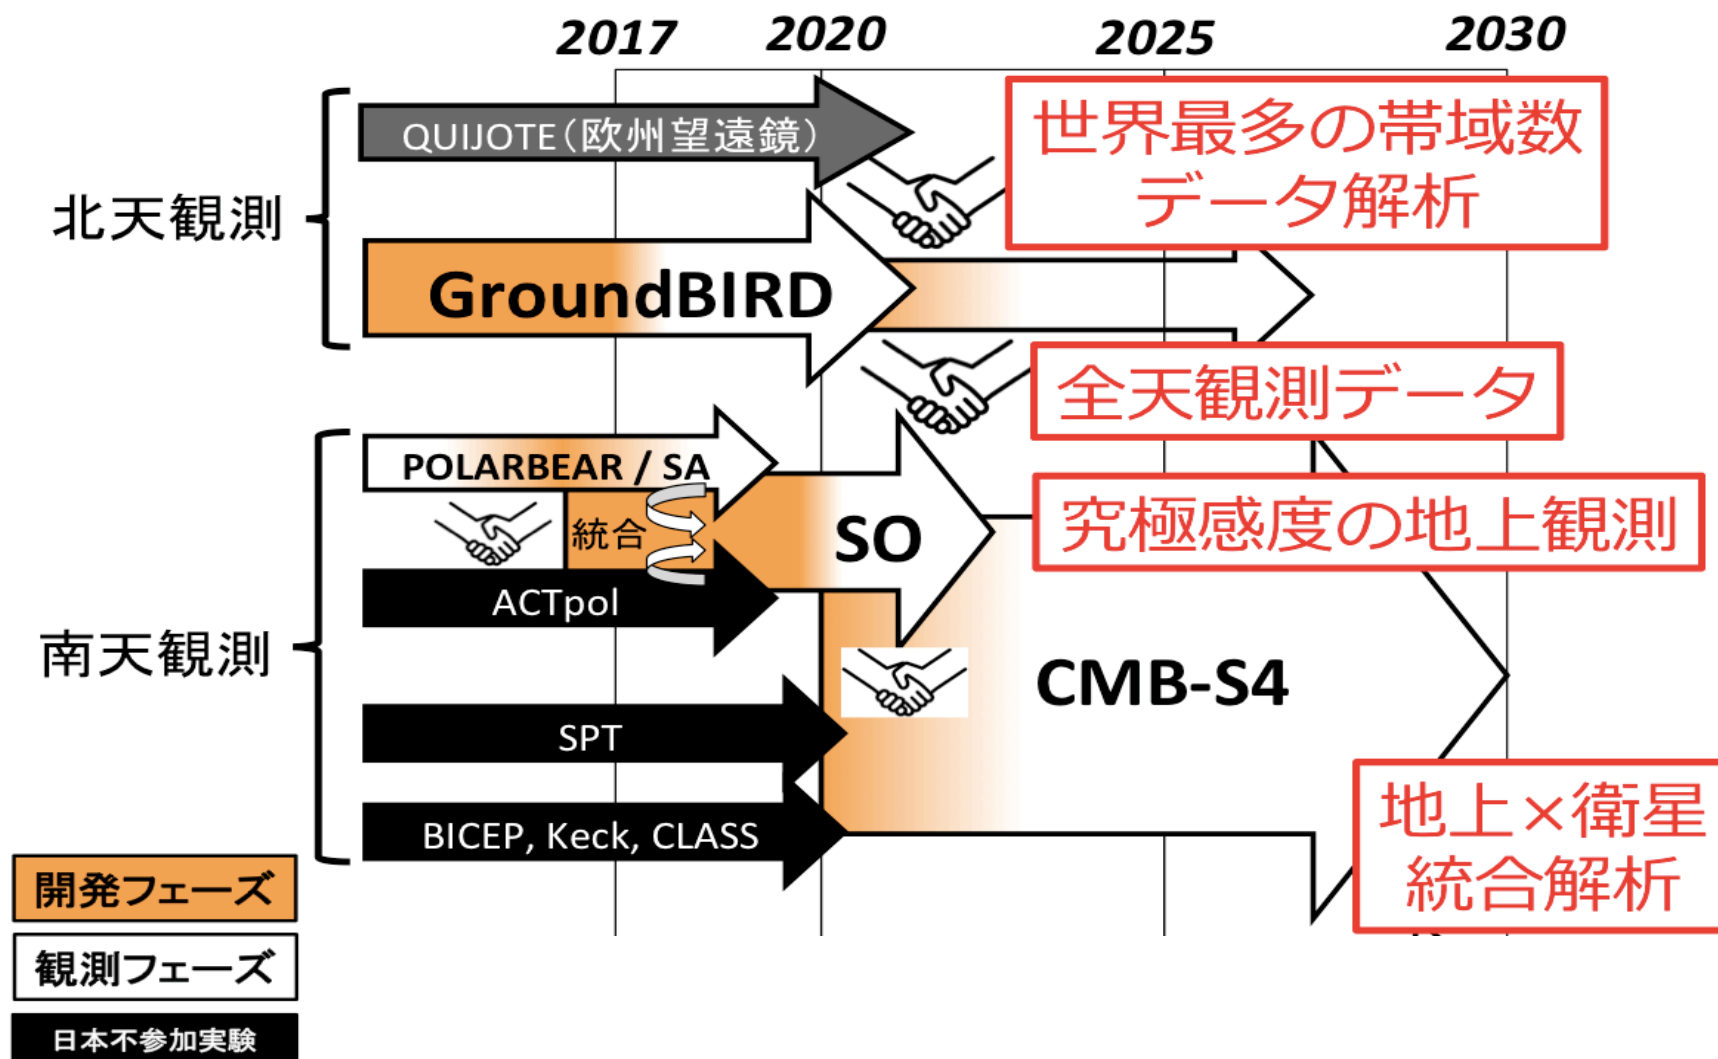 2017 2020 2025 2030
QUIJOTE（欧州望遠鏡）
世界最多の帯域数
データ解析
北天観測
GroundBIRD
全天観測データ
POLARBEAR / SA
統合
SO
究極感度の地上観測
ACTpol
南天観測
CMB-S4
SPT
BICEP, Keck, CLASS
地上×衛星
統合解析
開発フェーズ
観測フェーズ
日本不参加実験